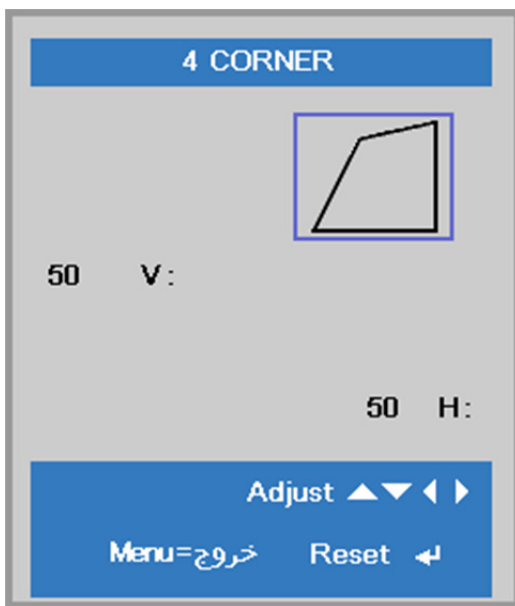 4 CORNER
50 V :
50 H :
Adjust
Menu=خروج Reset